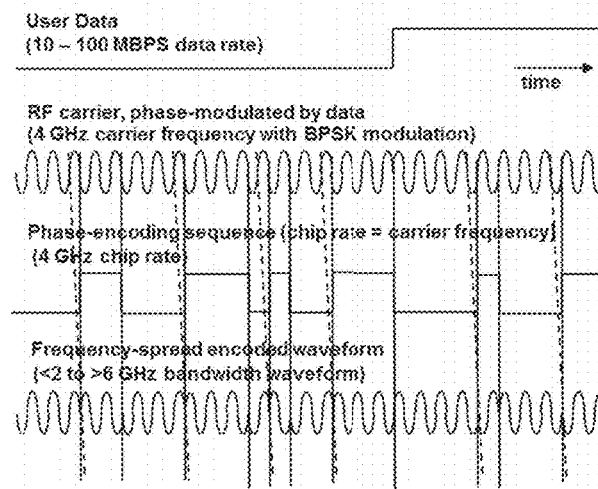 User Data
(10 – 100 MBPS data rate)
time
RF carrier, phase-modulated by data
(4 GHz carrier frequency with BPSK modulation)
Phase-encoding sequence (chip rate = carrier frequency)
(4 GHz chip rate)
Frequency-spread encoded waveform
(<2 to >6 GHz bandwidth waveform)